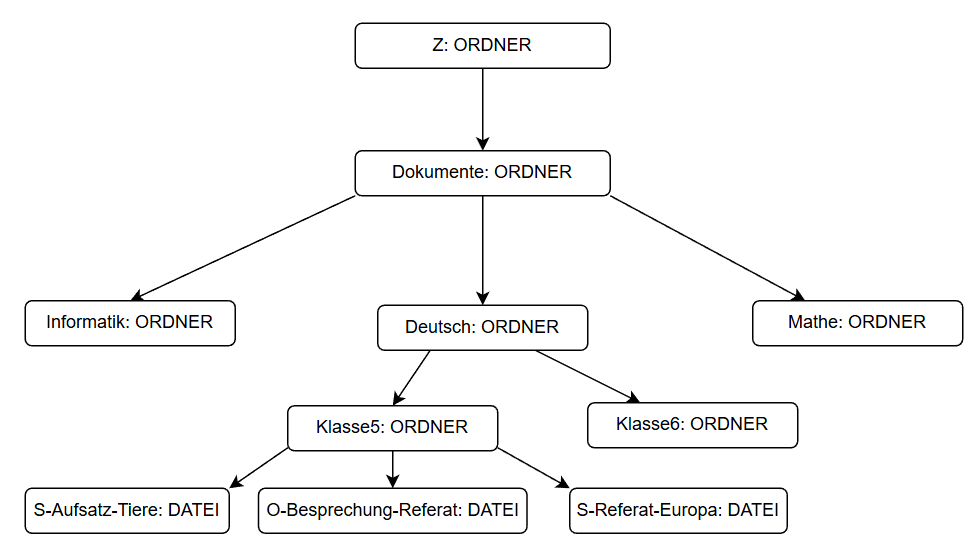 Z: ORDNER
Dokumente: ORDNER
Informatik: ORDNER
Deutsch: ORDNER
Mathe: ORDNER
Klasse5: ORDNER
Klasse6: ORDNER
S-Aufsatz-Tiere: DATEI
O-Besprechung-Referat: DATEI
S-Referat-Europa: DATEI